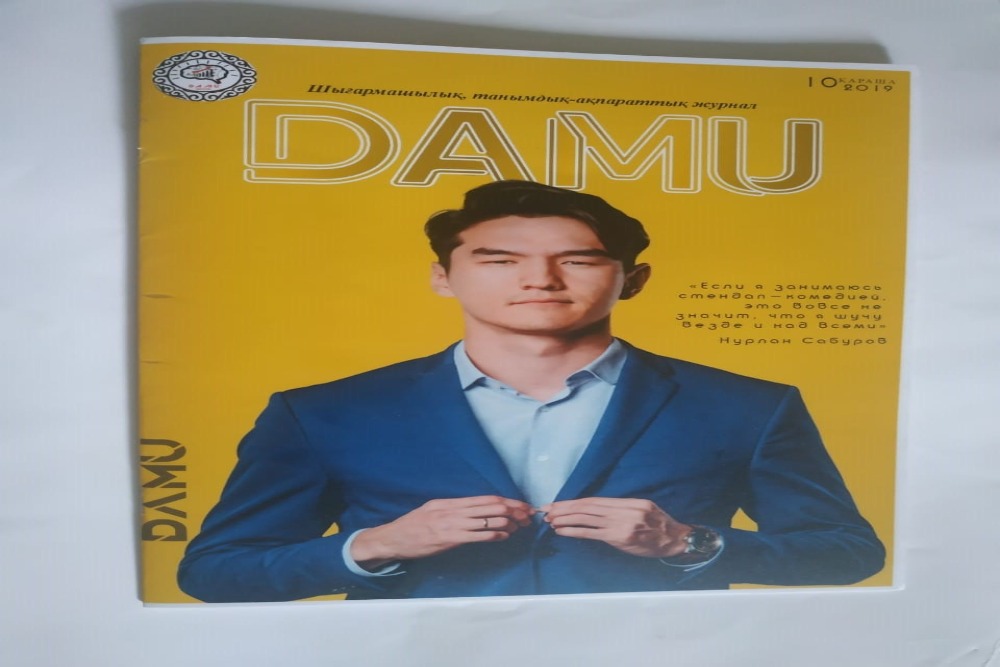 Шығармашылық, танымдық-ақпараттық журнал
10 ҚАРАША
2019
DAMU
«Если я занимаюсь
стендап-комедией,
это вовсе не
значит, что я шучу
везде и над всеми»
Нурлан Сабуров
DAMU